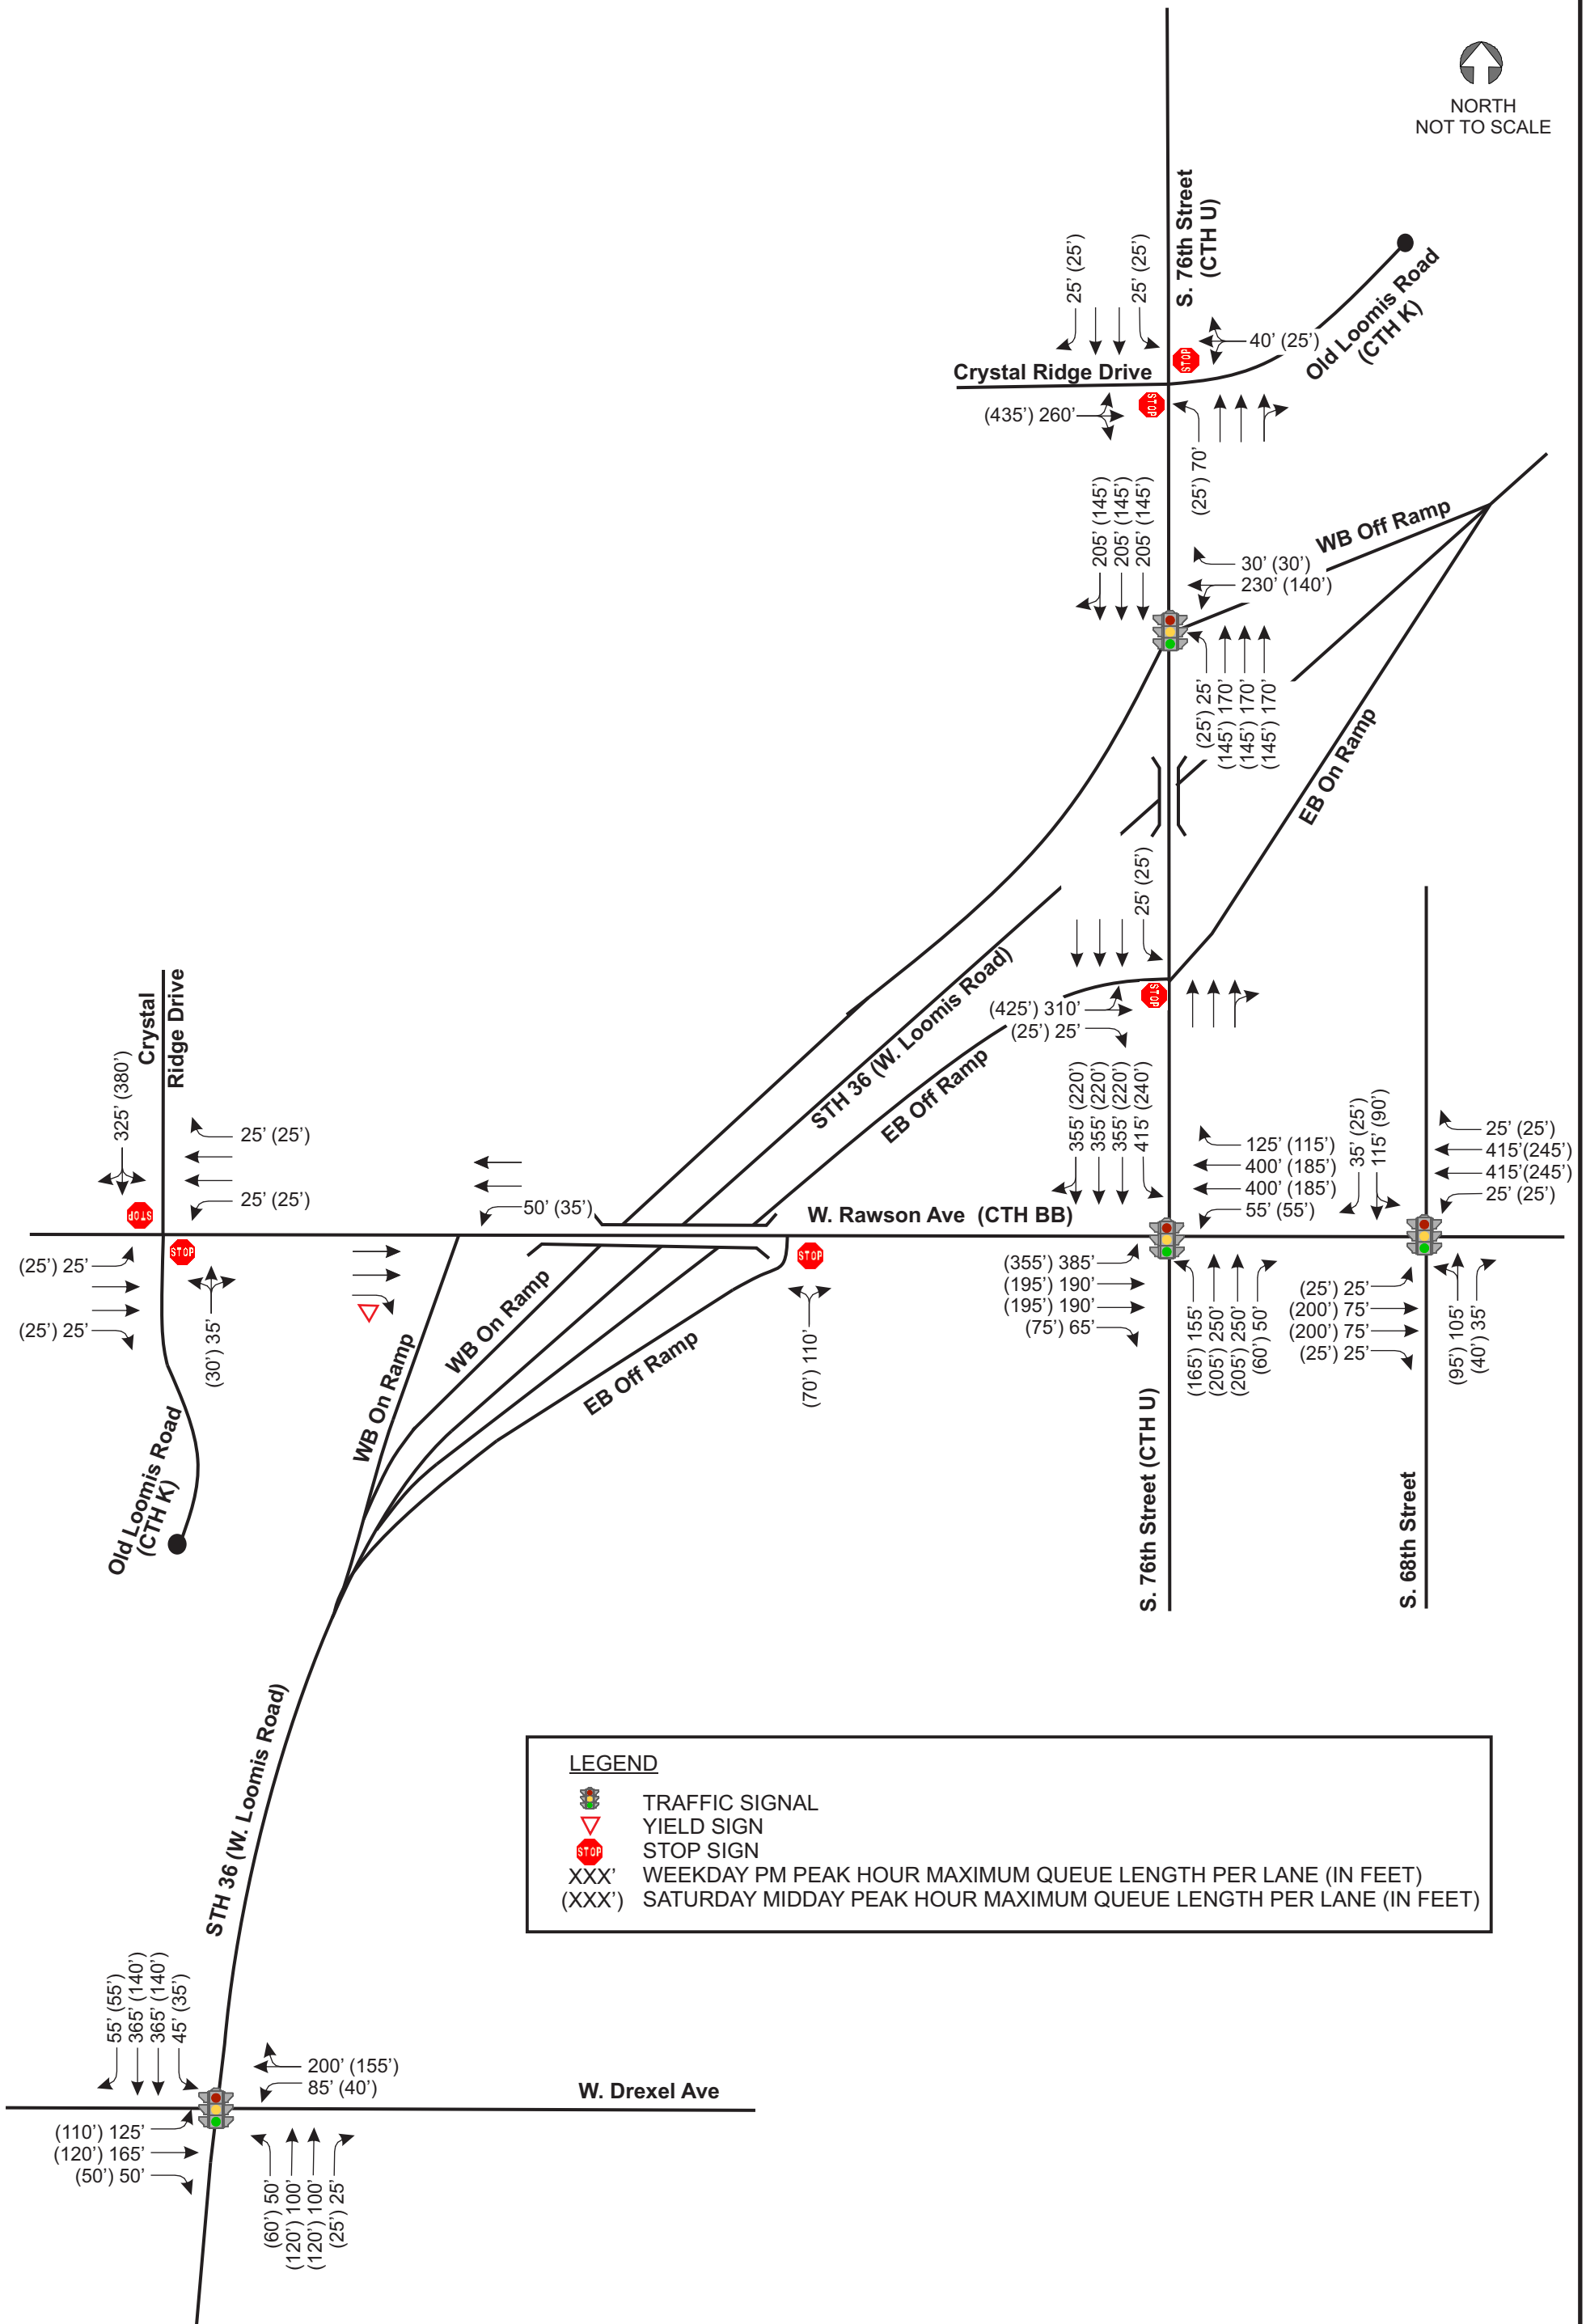 NORTH
NOT TO SCALE
S. 76th Street
(CTH U)
Old Loomis Road
(CTH K)
25’ (25’)
25’ (25’)
40’ (25’)
STOP
Crystal Ridge Drive
STOP
(435’) 260’
(25’) 70’
205’ (145’)
205’ (145’)
205’ (145’)
WB Off Ramp
30’ (30’)
230’ (140’)
(25’) 25’
(145’) 170’
(145’) 170’
(145’) 170’
EB On Ramp
25’ (25’)
STH 36 (W. Loomis Road)
STOP
(425’) 310’
(25’) 25’
EB Off Ramp
Crystal
Ridge Drive
325’ (380’)
25’ (25’)
25’ (25’)
STOP
50’ (35’)
W. Rawson Ave (CTH BB)
355’ (220’)
355’ (220’)
355’ (220’)
415’ (240’)
125’ (115’)
400’ (185’)
400’ (185’)
55’ (55’)
35’ (25’)
115’ (90’)
25’ (25’)
415’(245’)
415’(245’)
25’ (25’)
(25’) 25’
(25’) 25’
STOP
(30’) 35’
WB On Ramp
WB On Ramp
EB Off Ramp
STOP
(70’) 110’
(355’) 385’
(195’) 190’
(195’) 190’
(75’) 65’
(165’) 155’
(205’) 250’
(205’) 250’
(60’) 50’
(25’) 25’
(200’) 75’
(200’) 75’
(25’) 25’
(95’) 105’
(40’) 35’
Old Loomis Road
(CTH K)
S. 76th Street (CTH U)
S. 68th Street
STH 36 (W. Loomis Road)
LEGEND
TRAFFIC SIGNAL
YIELD SIGN
STOP STOP SIGN
XXX’ WEEKDAY PM PEAK HOUR MAXIMUM QUEUE LENGTH PER LANE (IN FEET)
(XXX’) SATURDAY MIDDAY PEAK HOUR MAXIMUM QUEUE LENGTH PER LANE (IN FEET)
55’ (55’)
365’ (140’)
365’ (140’)
45’ (35’)
200’ (155’)
85’ (40’)
W. Drexel Ave
(110’) 125’
(120’) 165’
(50’) 50’
(60’) 50’
(120’) 100’
(120’) 100’
(25’) 25’